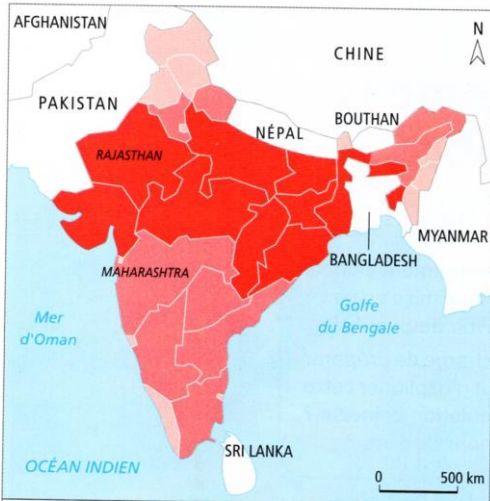 AFGHANISTAN
N
CHINE
PAKISTAN
BOUTHAN
NÉPAL
RAJASTHAN
MYANMAR
BANGLADESH
MAHARASHTRA
Mer
d'Oman
Golfe
du Bengale
SRI LANKA
OCÉAN INDIEN
0 500 km